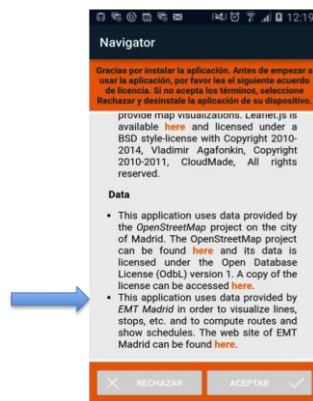 12:19
Navigator
Gracias por instalar la aplicación. Antes de empezar a
usar la aplicación, por favor lea el siguiente acuerdo
de licencia. Si no acepta los términos, seleccione
Rechazar y desinstale la aplicación de su dispositivo.
provide map visualizations. Leaflet.js is
available here and licensed under a
BSD style-license with Copyright 2010-
2014, Vladimir Agafonkin, Copyright
2010-2011, CloudMade, All rights
reserved.
Data
• This application uses data provided by
the OpenStreetMap project on the city
of Madrid. The OpenStreetMap project
can be found here and its data is
licensed under the Open Database
License (OdbL) version 1. A copy of the
license can be accessed here.
• This application uses data provided by
EMT Madrid in order to visualize lines,
stops, etc. and to compute routes and
show schedules. The web site of EMT
Madrid can be found here.
RECHAZAR
ACEPTAR